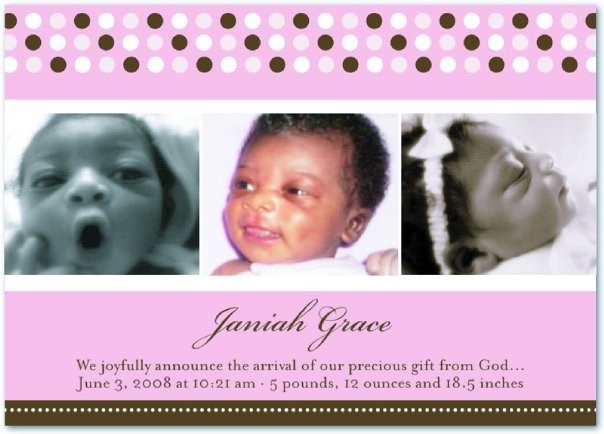 Janiah Grace
We joyfully announce the arrival of our precious gift from God...
June 3, 2008 at 10:21 am · 5 pounds, 12 ounces and 18.5 inches